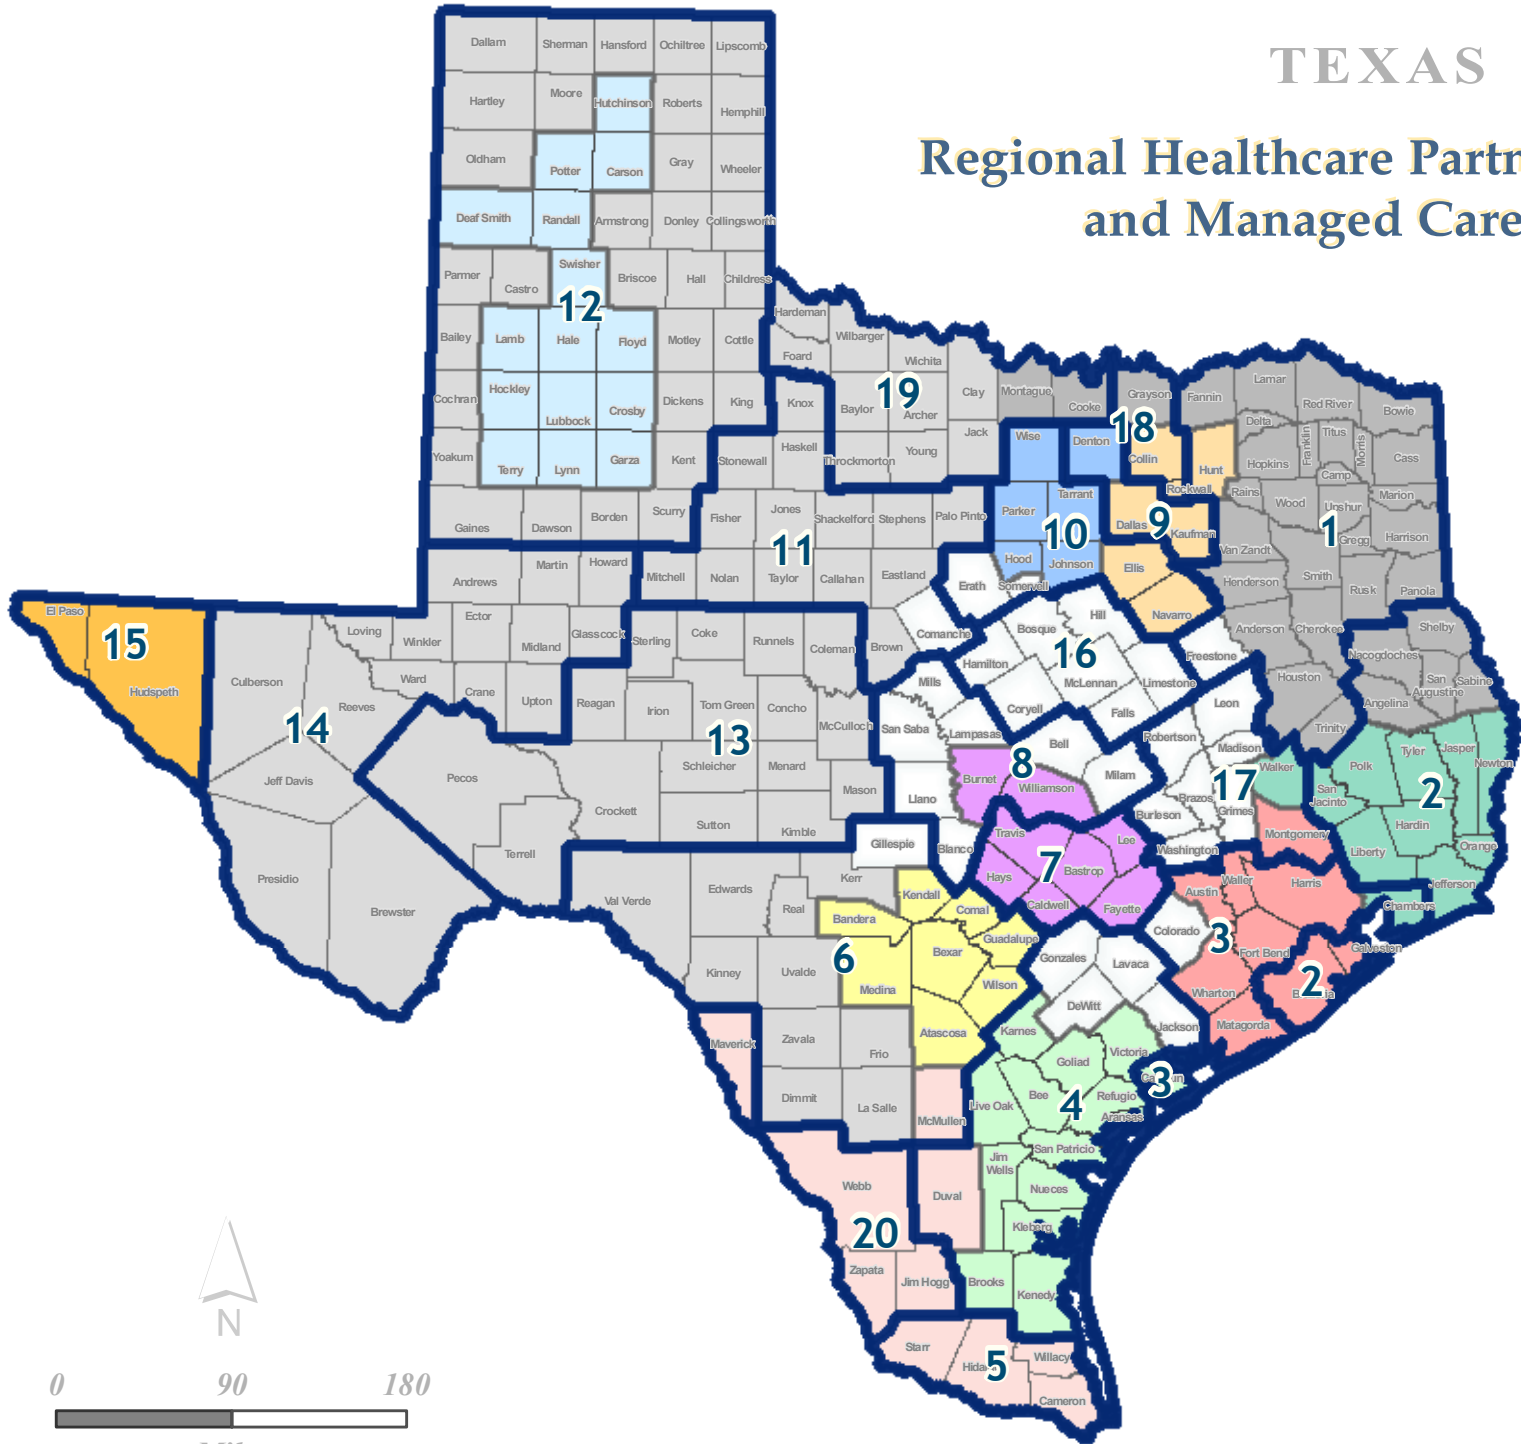 TEXAS
Regional Healthcare Partn
and Managed Care
Dallam Sherman Hansford Ochiltree Lipscomb
Hartley Moore Hutchinson Roberts Hemphill
Oldham Potter Carson Gray Wheeler
Deaf Smith Randall Armstrong Donley Collingsworth
Parmer Castro Swisher Briscoe Hall Childress
12
Bailey Lamb Hale Floyd Motley Cottle
Cochran Hockley Lubbock Crosby Dickens King
Yoakum Terry Lynn Garza Kent
Gaines Dawson Borden Scurry
Hardeman Foard Wilbarger Wichita
19
Baylor Archer Clay Montague Cooke
Throckmorton Young Jack
Knox Haskell Stonewall
Fisher Jones Shackelford Stephens Palo Pinto
11
Mitchell Nolan Taylor Callahan Eastland
Comanche Brown
Grayson
18
Collin Rockwall
Fannin Lamar Red River Bowie
Delta Hunt Hopkins Franklin Titus Morris Cass
Rains Wood Camp Upshur Marion
1
Gregg Harrison
Van Zandt Smith Rusk Panola
Henderson Anderson Cherokee
Houston Trinity
Nacogdoches Shelby
San
Augustine
Sabine
Angelina
Wise Denton
Parker Tarrant
10
Hood Johnson
Erath Somervell
Dallas
9
Kaufman
Ellis
Navarro
Andrews Martin Howard
Loving Winkler Ector Midland Glasscock
Ward Crane Upton
Culberson Reeves
14
Jeff Davis
Presidio Brewster
El Paso
15
Hudspeth
Sterling Coke Runnels Coleman
Reagan Irion Tom Green Concho McCulloch
13
Pecos Crockett Schleicher Menard Mason
Terrell Sutton Kimble
Bosque Hill
16
Hamilton McLennan Limestone Freestone
Coryell Falls
Mills San Saba Lampasas Bell
8
Burnet Williamson Milam
Llano Blanco
Gillespie
Leon Robertson Madison
Walker
17
Brazos Grimes
Burleson Washington
Montgomery
Polk Tyler Jasper Newton
San
Jacinto
2
Hardin
Liberty Orange
Jefferson
Chambers
Travis Lee
7
Hays Bastrop
Caldwell Fayette
Austin Waller Harris
Colorado
3
Fort Bend Galveston
2
Wharton
Matagorda
Val Verde Edwards Real Kerr
Kendall Comal
Bandera
6
Bexar Guadalupe
Kinney Uvalde Medina Wilson
Atascosa
Zavala Frio
Dimmit La Salle
Maverick
McMullen
Gonzales Lavaca
DeWitt Jackson
Karnes Goliad Victoria
3
Live Oak Bee
4
Refugio
Aransas
San Patricio
Jim
Wells
Nueces
Kleberg
Brooks Kenedy
Webb Duval
20
Zapata Jim Hogg
Starr
5
Willacy
Cameron
N
0 90 180